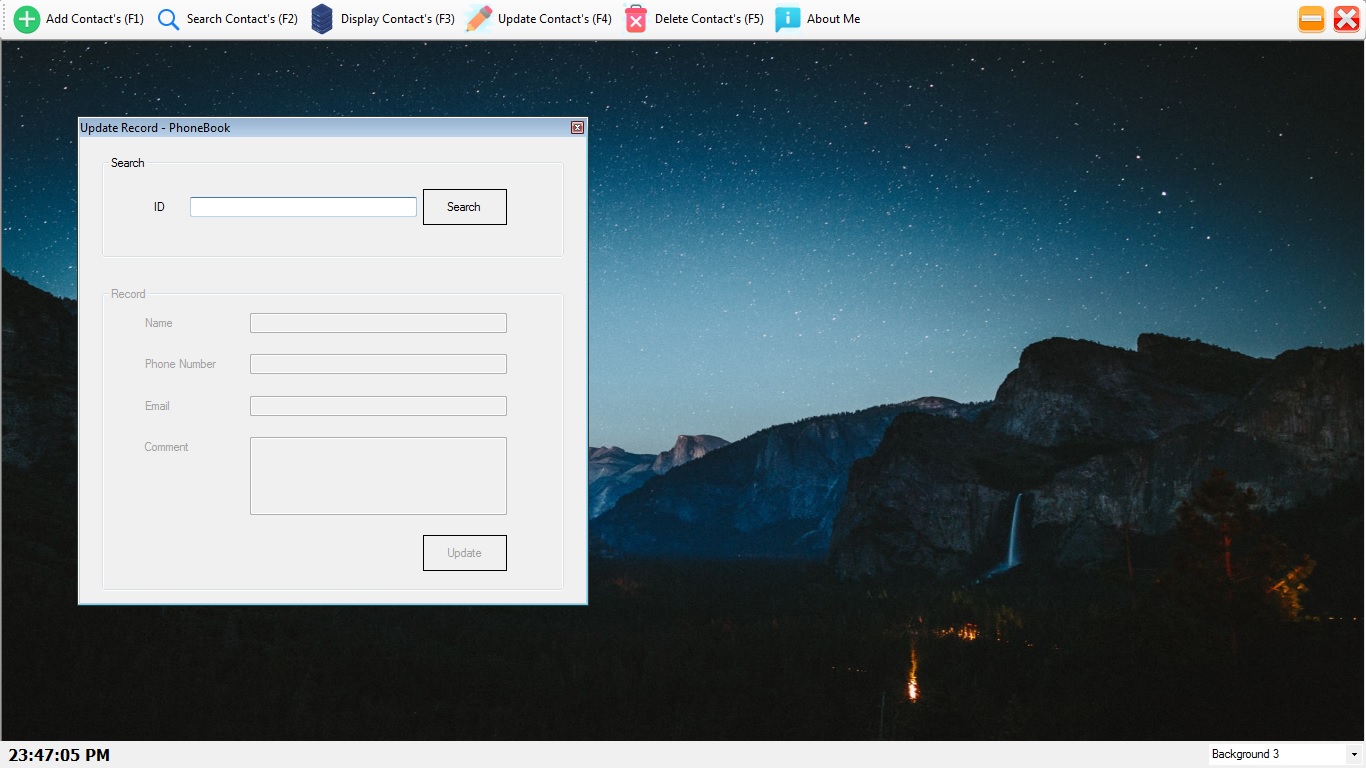 Add Contact's (F1) Search Contact's (F2) Display Contact's (F3) Update Contact's (F4) Delete Contact's (F5) About Me
Update Record - PhoneBook
Search
ID Search
Record
Name
Phone Number
Email
Comment
Update
23:47:05 PM Background 3